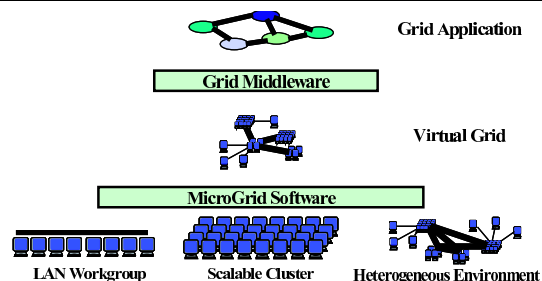 Grid Application
Grid Middleware
Virtual Grid
MicroGrid Software
LAN Workgroup
Scalable Cluster
Heterogeneous Environment